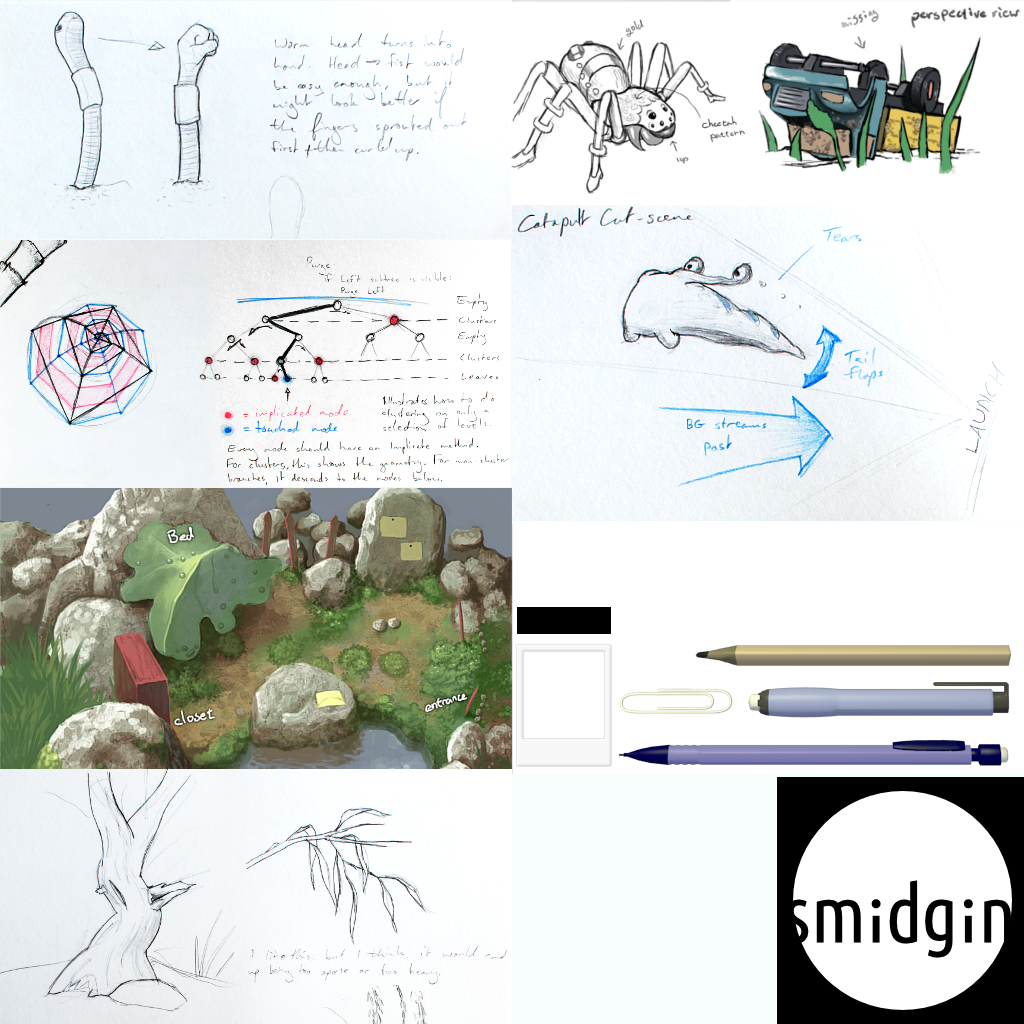 Worm head turns into
hand. Head → fist would
be easy enough, but it
might look better if
the fingers sprouted out
first & then curled up.
gold
cheetah
pattern
missing
perspective view
Catapult Cut-scene
Tears
Tail
flops
BG streams
past
LAUNCH
Purge
if Left subtree is visible:
Purge Left
Empty
Clusters
Empty
Clusters
Leaves
= implicated node
= touched node
Illustrates how to do
clustering on only a
selection of levels.
Every node should have an Implicate method.
For clusters, this shows the geometry. For non cluster
branches, it descends to the nodes below.
Bed
closet
entrance
I like this, but I think it would end
up being too sparse or too heavy.
smidgin